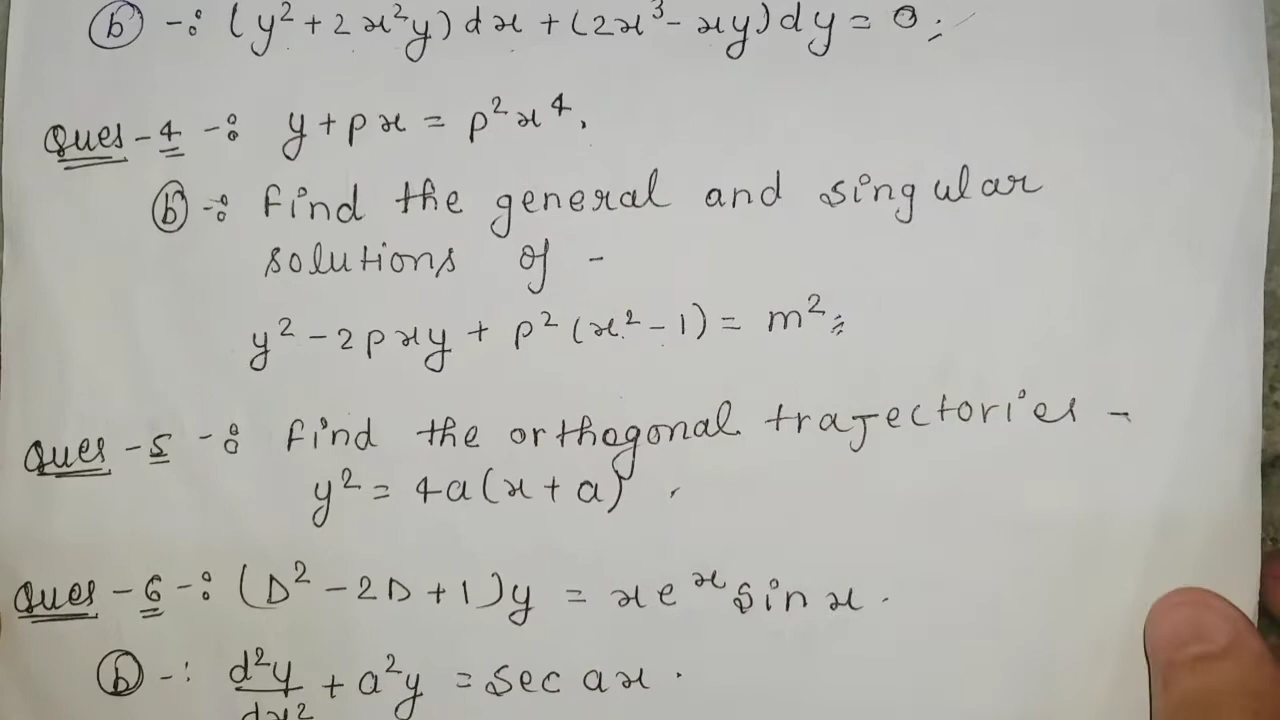 (b) -: (y² + 2x²y)dx + (2x³ - xy)dy = 0;
Ques - 4 -: y + px = p²x⁴.
(b) -: Find the general and singular
solutions of -
y² - 2pxy + p²(x² - 1) = m²;
Ques - 5 -: Find the orthogonal trajectories -
y² = 4a(x + a).
Ques - 6 -: (D² - 2D + 1)y = xeˣ sin x.
(b) -: d²y/dx² + a²y = sec ax.